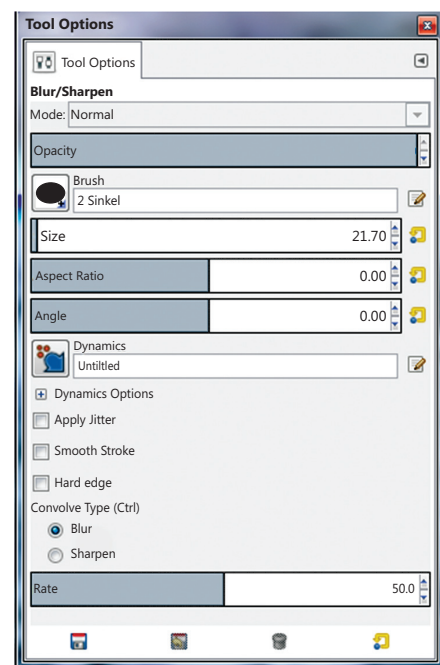 Tool Options
Tool Options
Blur/Sharpen
Mode: Normal
Opacity
Brush
2 Sinkel
Size 21.70
Aspect Ratio 0.00
Angle 0.00
Dynamics
Untiltled
Dynamics Options
Apply Jitter
Smooth Stroke
Hard edge
Convolve Type (Ctrl)
Blur
Sharpen
Rate 50.0